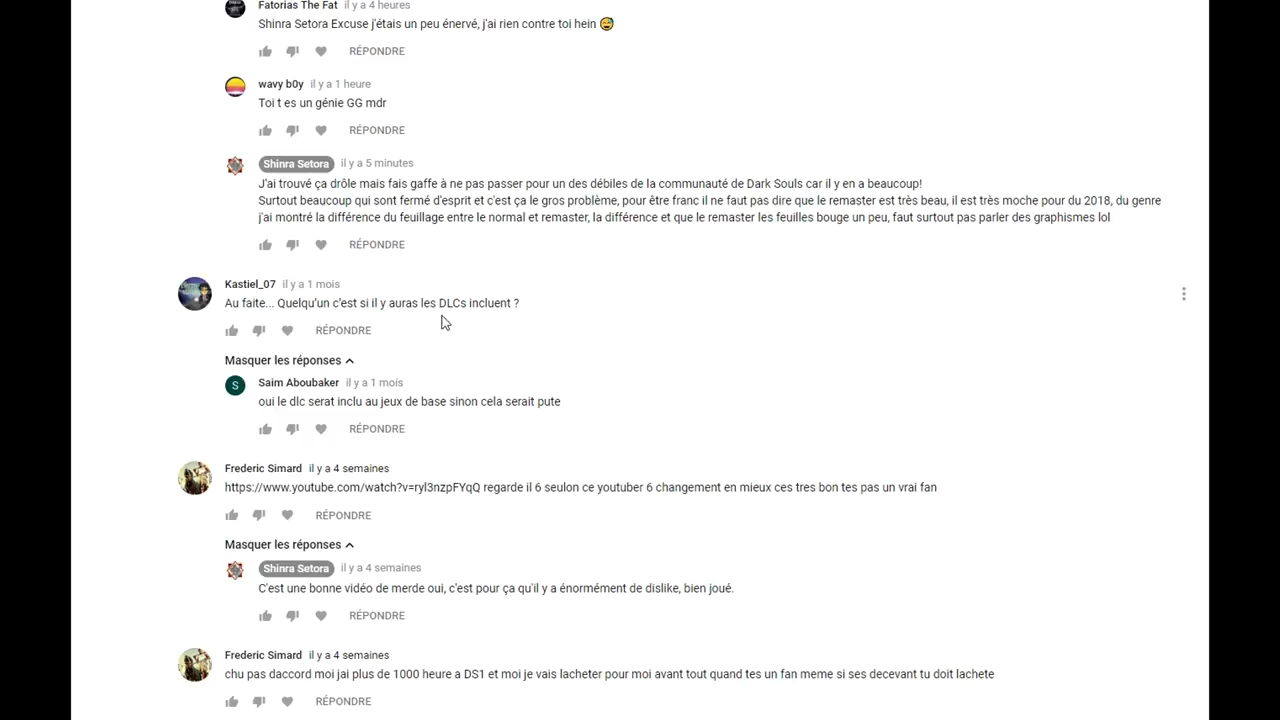 Fatorias The Fat il y a 4 heures
Shinra Setora Excuse j'étais un peu énervé, j'ai rien contre toi hein 😅
RÉPONDRE
wavy b0y il y a 1 heure
Toi t es un génie GG mdr
RÉPONDRE
Shinra Setora il y a 5 minutes
J'ai trouvé ça drôle mais fais gaffe à ne pas passer pour un des débiles de la communauté de Dark Souls car il y en a beaucoup!
Surtout beaucoup qui sont fermé d'esprit et c'est ça le gros problème, pour être franc il ne faut pas dire que le remaster est très beau, il est très moche pour du 2018, du genre
j'ai montré la différence du feuillage entre le normal et remaster, la différence et que le remaster les feuilles bouge un peu, faut surtout pas parler des graphismes lol
RÉPONDRE
Kastiel_07 il y a 1 mois
Au faite... Quelqu'un c'est si il y auras les DLCs incluent ?
RÉPONDRE
Masquer les réponses
S
Saim Aboubaker il y a 1 mois
oui le dlc serat inclu au jeux de base sinon cela serait pute
RÉPONDRE
Frederic Simard il y a 4 semaines
https://www.youtube.com/watch?v=ryl3nzpFYqQ regarde il 6 seulon ce youtuber 6 changement en mieux ces tres bon tes pas un vrai fan
RÉPONDRE
Masquer les réponses
Shinra Setora il y a 4 semaines
C'est une bonne vidéo de merde oui, c'est pour ça qu'il y a énormément de dislike, bien joué.
RÉPONDRE
Frederic Simard il y a 4 semaines
chu pas daccord moi jai plus de 1000 heure a DS1 et moi je vais lacheter pour moi avant tout quand tes un fan meme si ses decevant tu doit lachete
RÉPONDRE